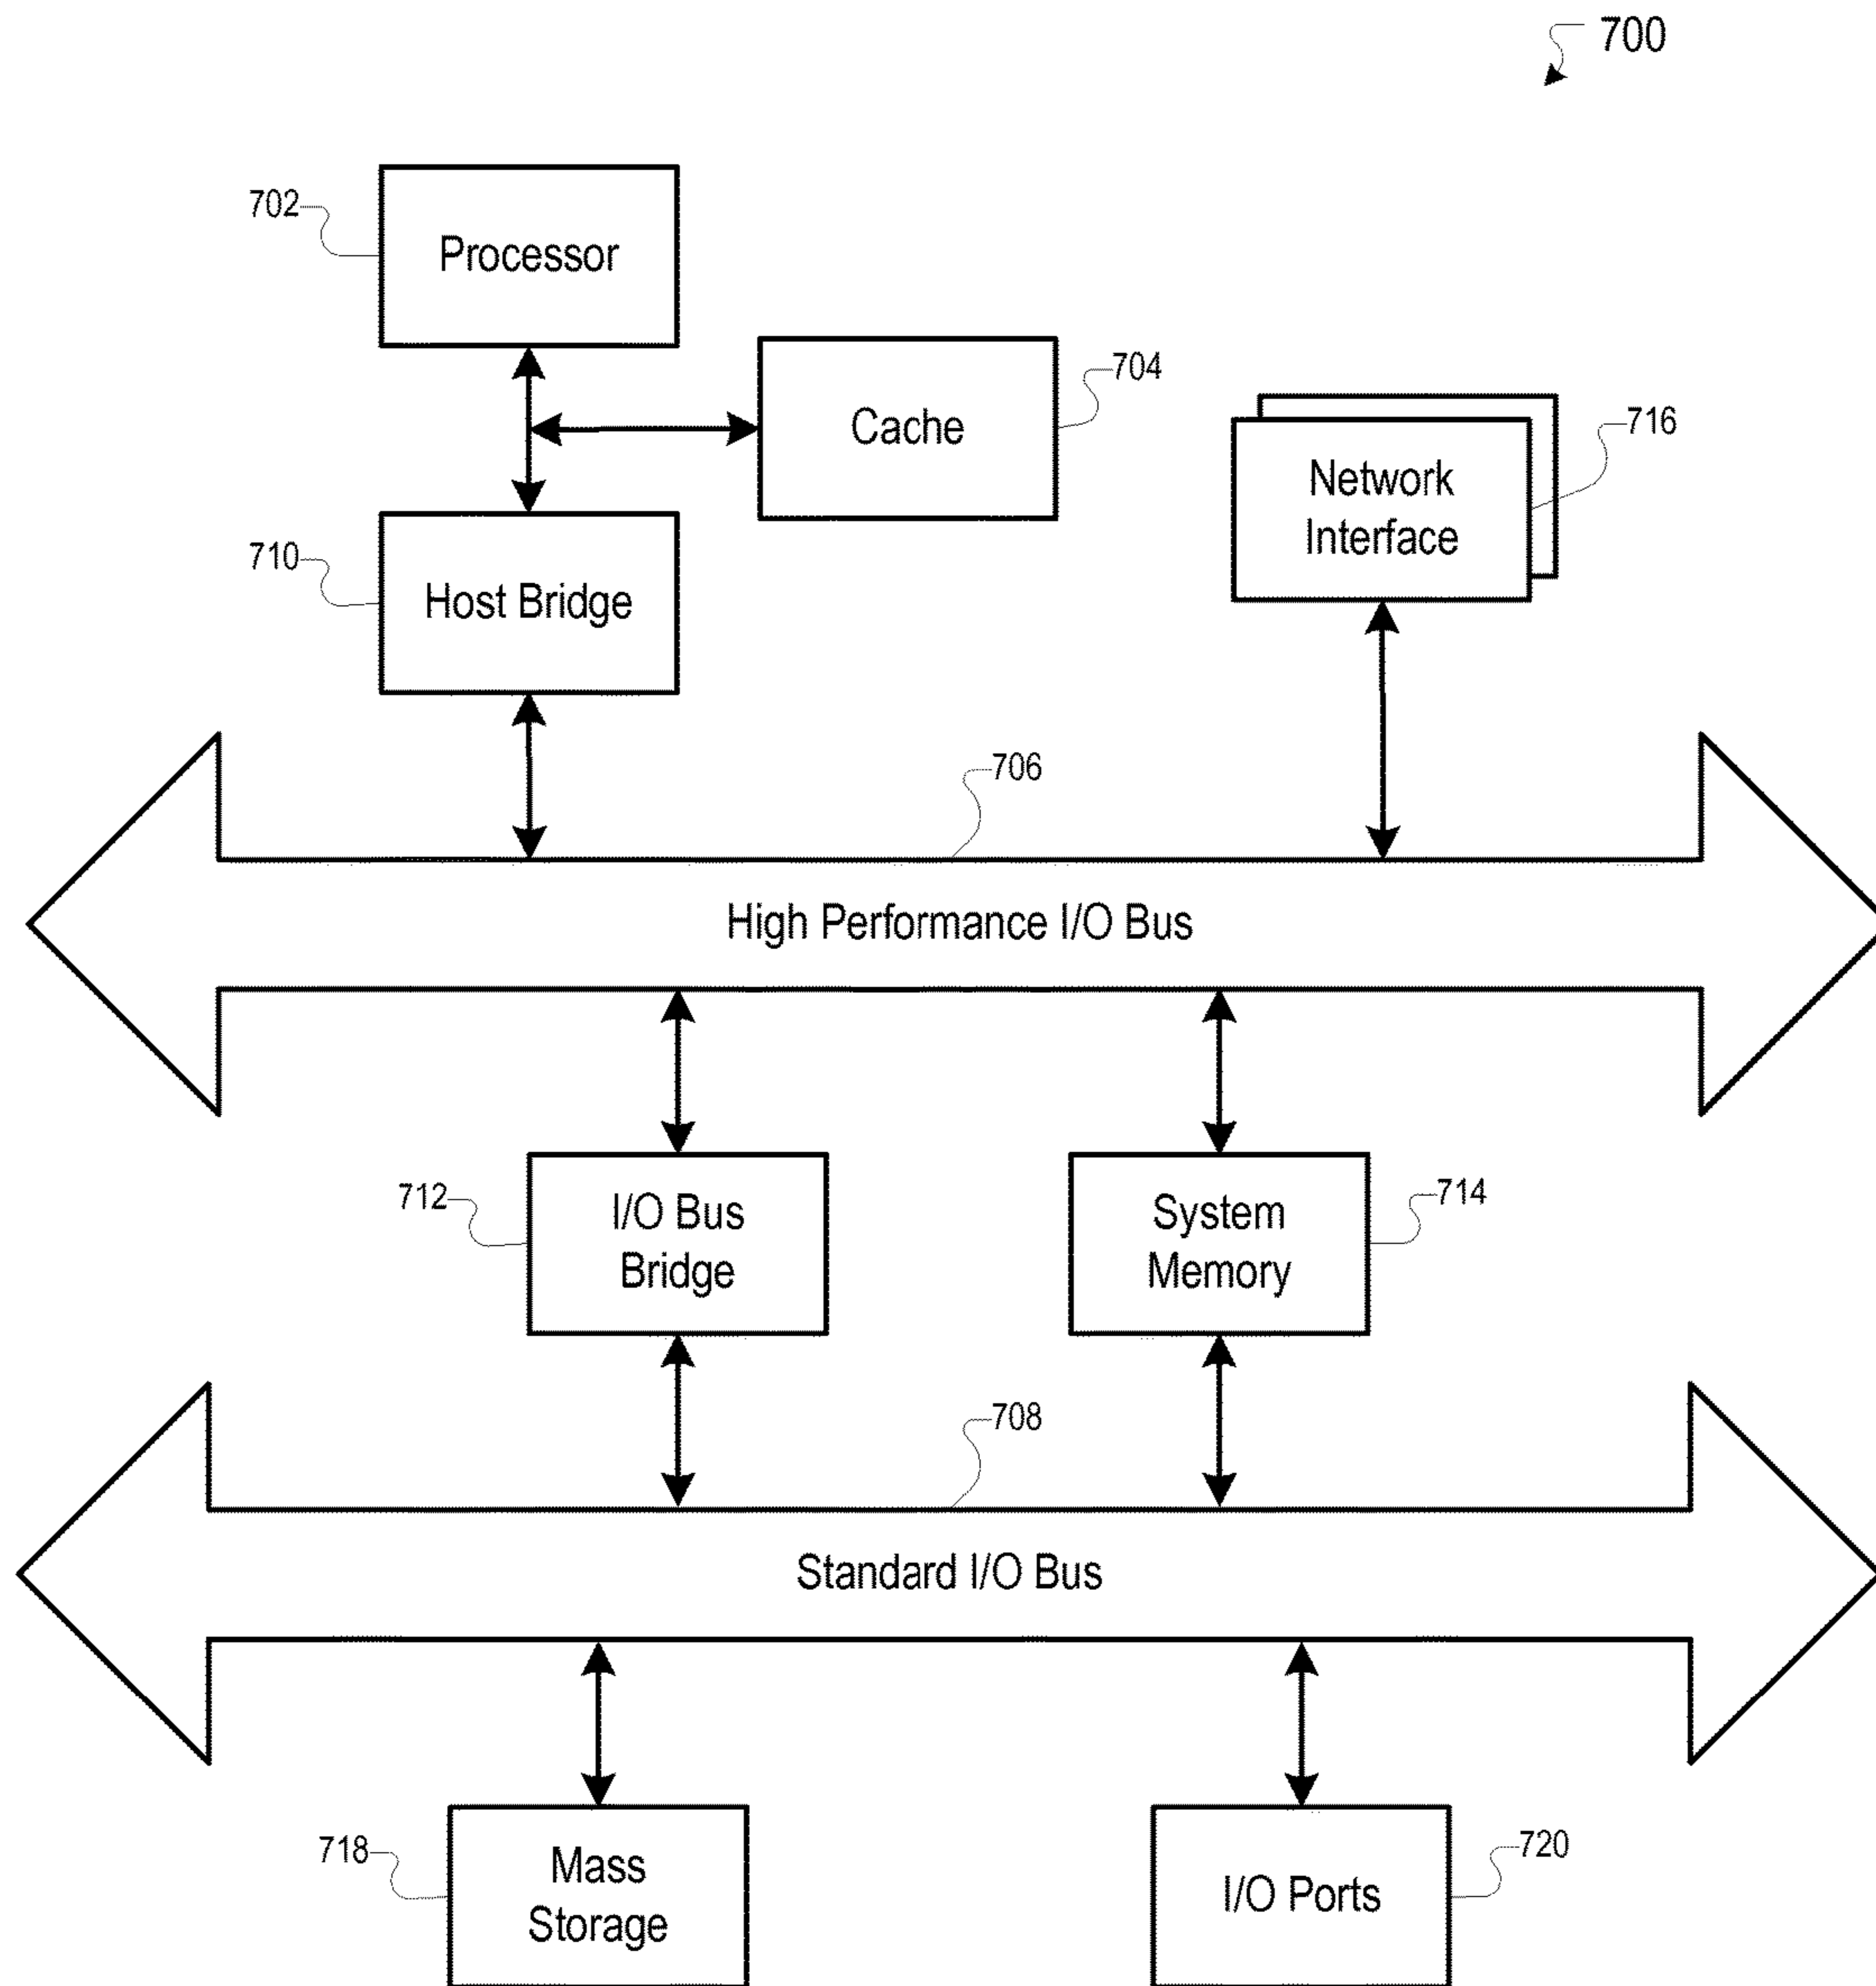 700
702
Processor
Cache
704
Network
Interface
716
710
Host Bridge
706
High Performance I/O Bus
712
I/O Bus
Bridge
System
Memory
714
708
Standard I/O Bus
718
Mass
Storage
I/O Ports
720